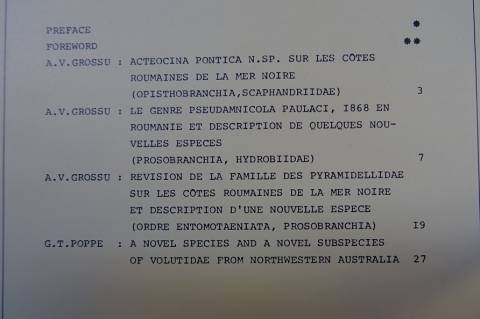 PREFACE *
FOREWORD **
A.V.GROSSU : ACTEOCINA PONTICA N.SP. SUR LES CÔTES
ROUMAINES DE LA MER NOIRE
(OPISTHOBRANCHIA,SCAPHANDRIIDAE) 3
A.V.GROSSU : LE GENRE PSEUDAMNICOLA PAULACI, I868 EN
ROUMANIE ET DESCRIPTION DE QUELQUES NOU-
VELLES ESPECES
(PROSOBRANCHIA, HYDROBIIDAE) 7
A.V.GROSSU : REVISION DE LA FAMILLE DES PYRAMIDELLIDAE
SUR LES CÔTES ROUMAINES DE LA MER NOIRE
ET DESCRIPTION D'UNE NOUVELLE ESPECE
(ORDRE ENTOMOTAENIATA, PROSOBRANCHIA) I9
G.T.POPPE : A NOVEL SPECIES AND A NOVEL SUBSPECIES
OF VOLUTIDAE FROM NORTHWESTERN AUSTRALIA 27